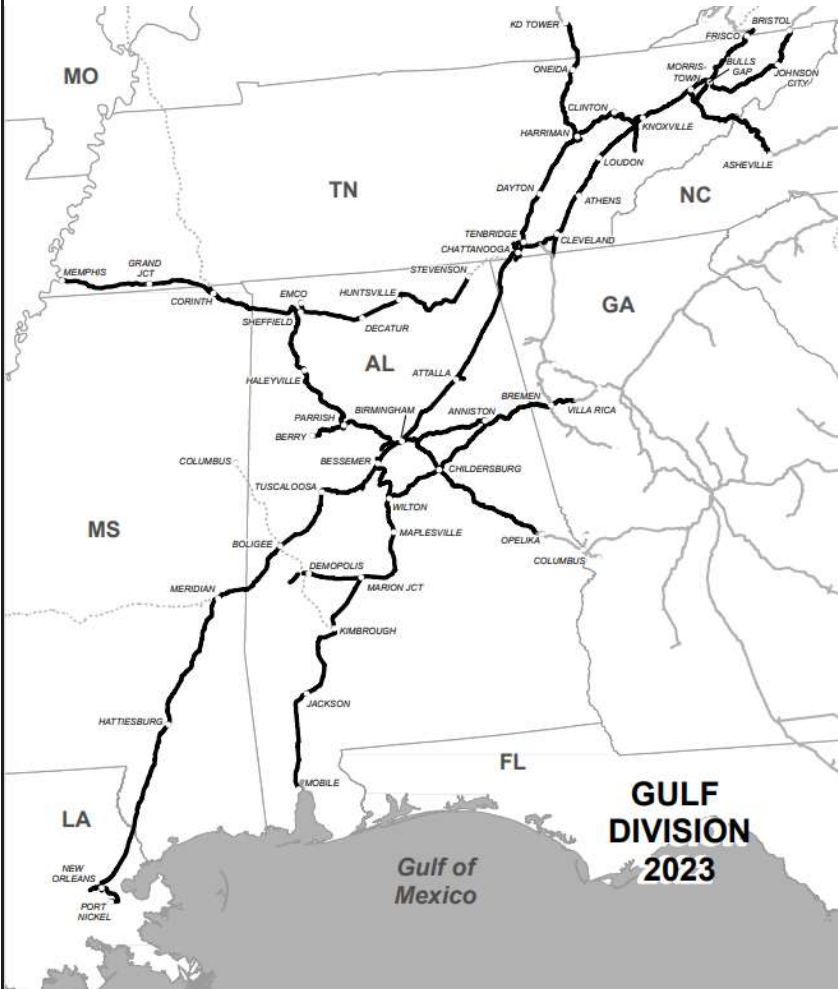 KD TOWER
BRISTOL
FRISCO
MO
ONEIDA
MORRIS-
TOWN
BULLS
GAP
JOHNSON
CITY
CLINTON
HARRIMAN
KNOXVILLE
LOUDON
ASHEVILLE
TN
DAYTON
ATHENS
NC
TENBRIDGE
CHATTANOOGA
CLEVELAND
STEVENSON
MEMPHIS
GRAND
JCT
CORINTH
EMCO
HUNTSVILLE
SHEFFIELD
DECATUR
GA
AL
HALEYVILLE
ATTALLA
BREMEN
VILLA RICA
PARRISH
BIRMINGHAM
ANNISTON
BERRY
COLUMBUS
BESSEMER
CHILDERSBURG
TUSCALOOSA
WILTON
MS
MAPLESVILLE
OPELIKA
COLUMBUS
BOLIGEE
DEMOPOLIS
MARION JCT
MERIDIAN
KIMBROUGH
HATTIESBURG
JACKSON
MOBILE
FL
LA
GULF
DIVISION
2023
NEW
ORLEANS
PORT
NICKEL
Gulf of
Mexico